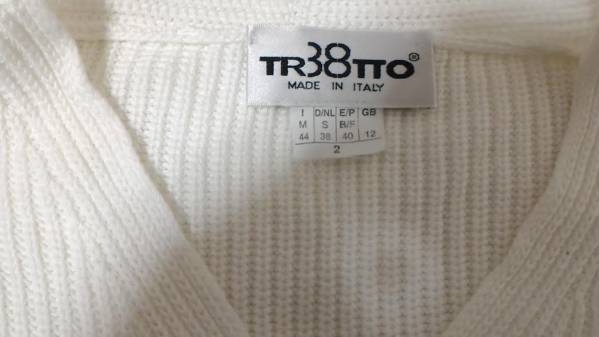 TR38TTO®
MADE IN ITALY
I D/NL E/P GB
M S B/F
44 38 40 12
2